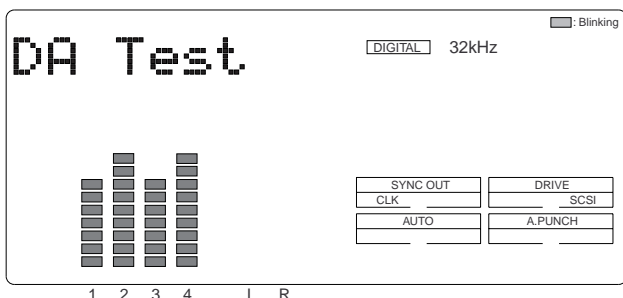 : Blinking
DA Test
DIGITAL 32kHz
SYNC OUT DRIVE
CLK SCSI
AUTO A.PUNCH
1 2 3 4 L R